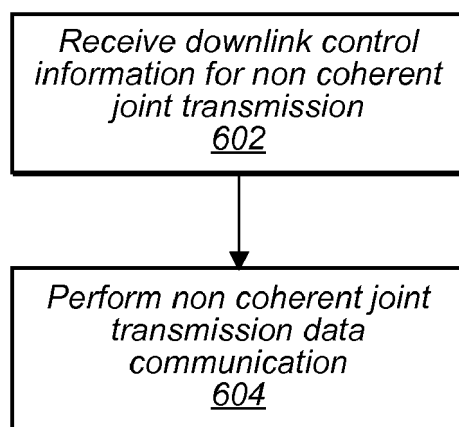 Receive downlink control
information for non coherent
joint transmission
602
Perform non coherent joint
transmission data
communication
604